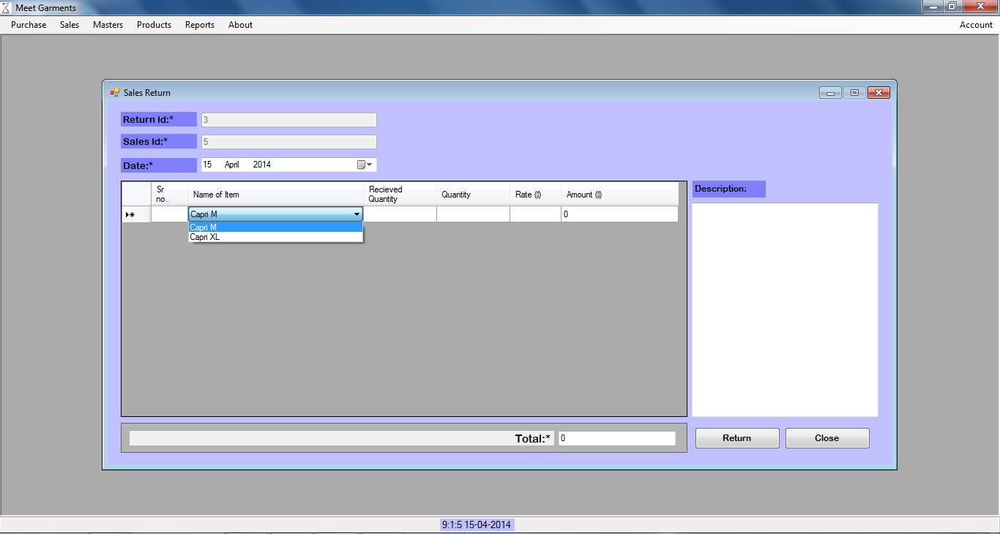 Meet Garments
Purchase Sales Masters Products Reports About Account
Sales Return
Return Id:* 3
Sales Id:* 5
Date:* 15 April 2014
Sr no. Name of Item Recieved Quantity Quantity Rate (▯) Amount (▯)
Description:
Capri M 0
Capri M
Capri XL
Total:* 0
Return Close
9:1:5 15-04-2014